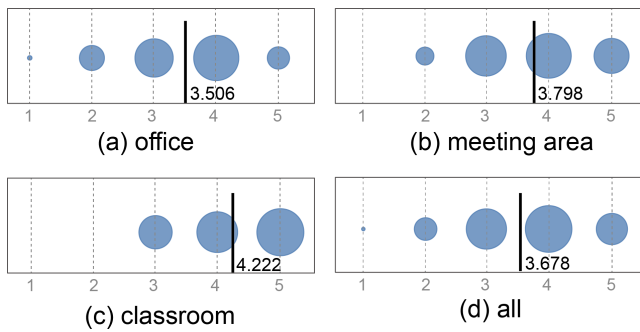 3.506
1 2 3 4 5
(a) office
3.798
1 2 3 4 5
(b) meeting area
4.222
1 2 3 4 5
(c) classroom
3.678
1 2 3 4 5
(d) all